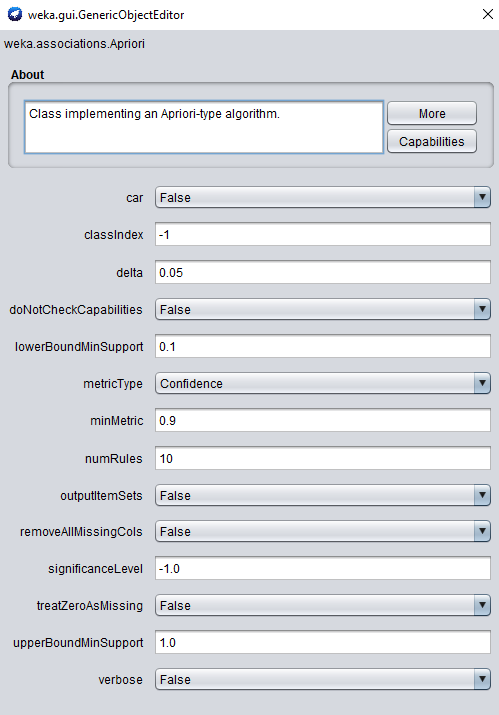 weka.gui.GenericObjectEditor
weka.associations.Apriori
About
Class implementing an Apriori-type algorithm.
More
Capabilities
car False
classIndex -1
delta 0.05
doNotCheckCapabilities False
lowerBoundMinSupport 0.1
metricType Confidence
minMetric 0.9
numRules 10
outputItemSets False
removeAllMissingCols False
significanceLevel -1.0
treatZeroAsMissing False
upperBoundMinSupport 1.0
verbose False